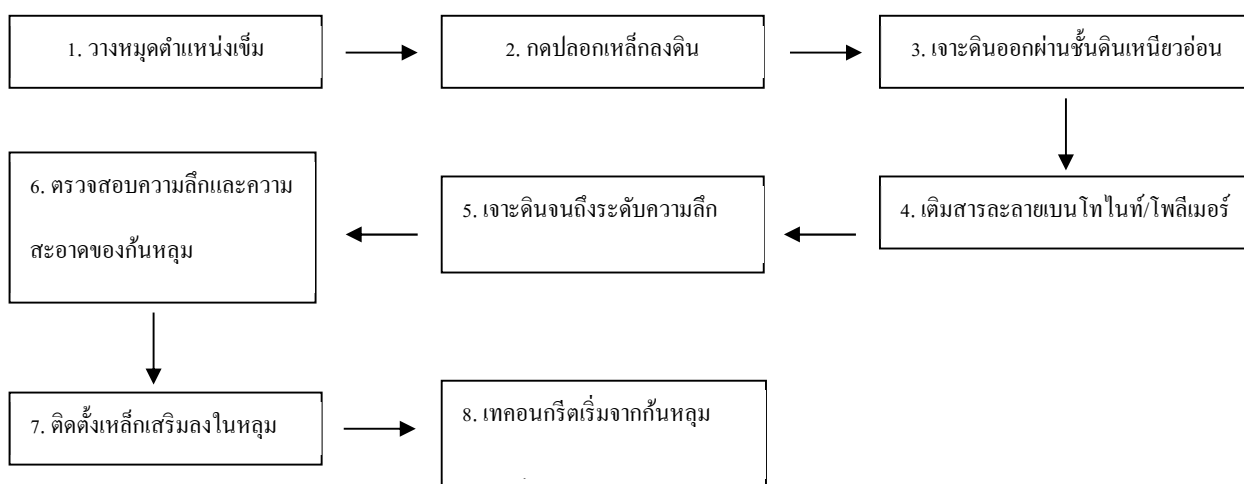 1. วางหมุดตำแหน่งเข็ม
2. กดปลอกเหล็กลงดิน
3. เจาะดินออกผ่านชั้นดินเหนียวอ่อน
4. เติมสารละลายเบนโทไนท์/โพลีเมอร์
5. เจาะดินจนถึงระดับความลึก
6. ตรวจสอบความลึกและความ
สะอาดของก้นหลุม
7. ติดตั้งเหล็กเสริมลงในหลุม
8. เทคอนกรีตเริ่มจากก้นหลุม